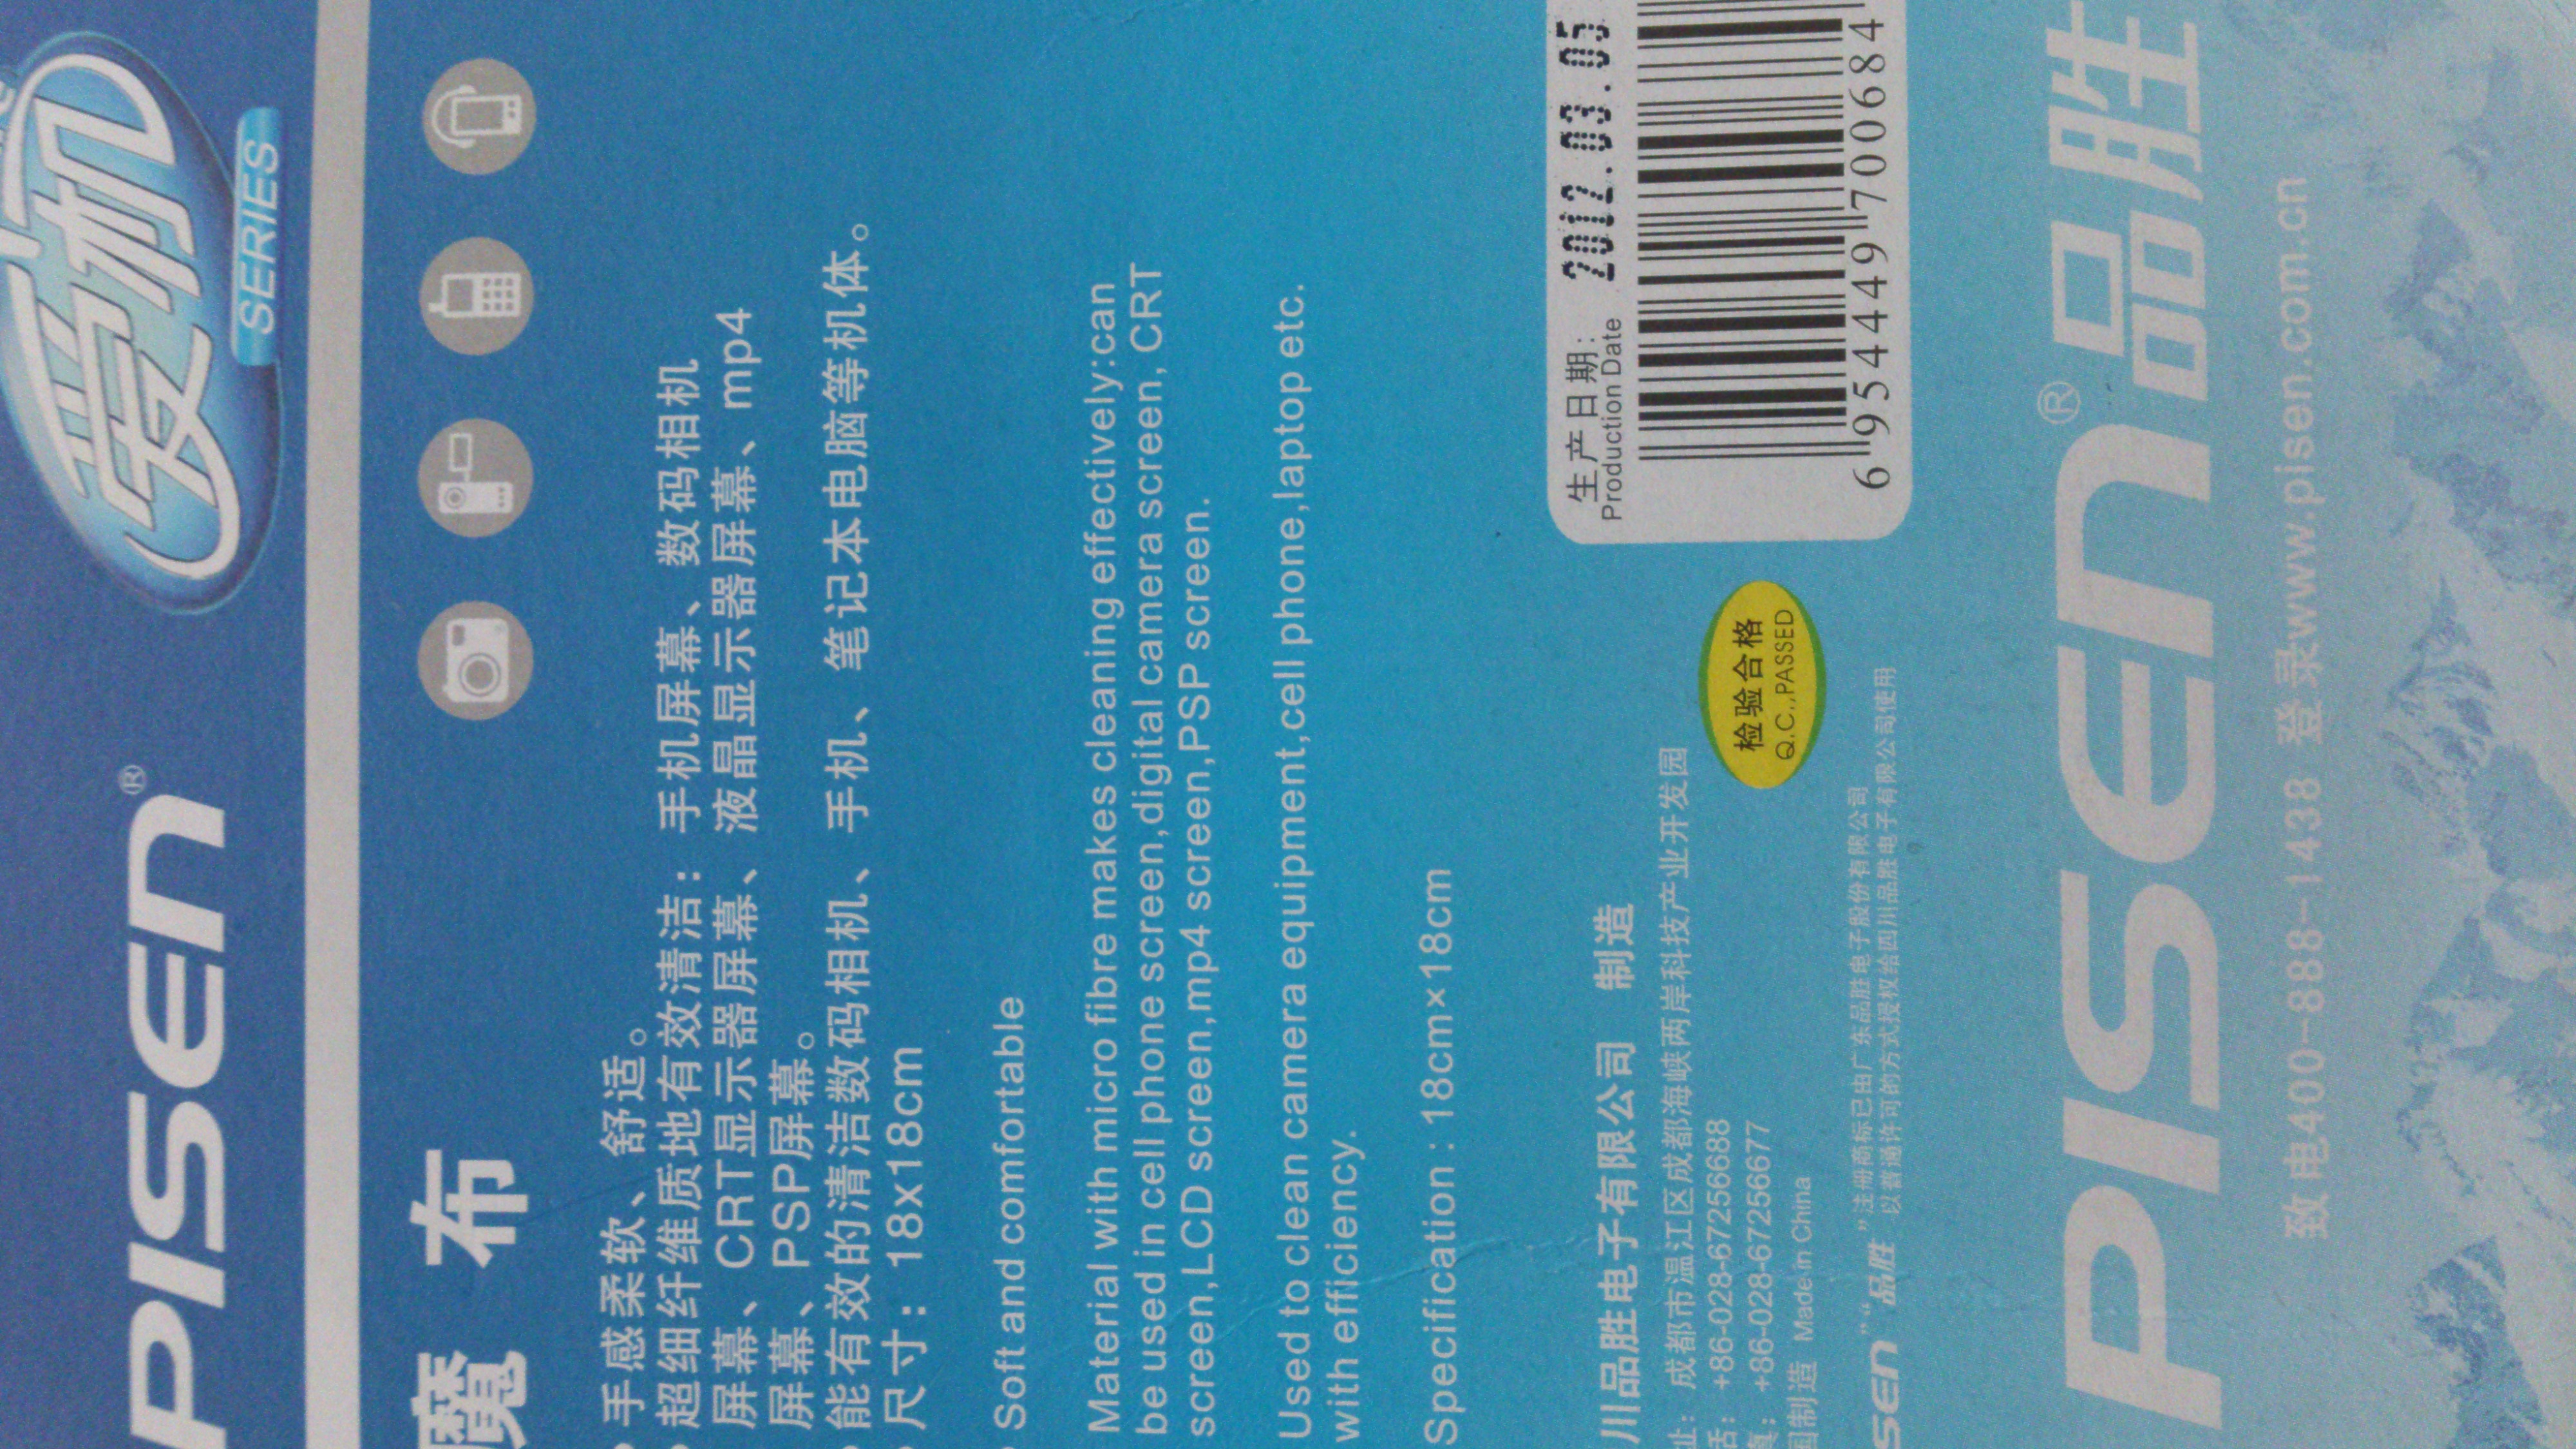 PISEN®
爱机
SERIES
魔布
•手感柔软、舒适。
•超细纤维质地有效清洁：手机屏幕、数码相机
屏幕、CRT显示器屏幕、液晶显示器屏幕、mp4
屏幕、PSP屏幕。
•能有效的清洁数码相机、手机、笔记本电脑等机体。
•尺寸：18x18cm
• Soft and comfortable
Material with micro fibre makes cleaning effectively:can
be used in cell phone screen,digital camera screen, CRT
screen,LCD screen,mp4 screen,PSP screen.
Used to clean camera equipment,cell phone,laptop etc.
with efficiency.
Specification : 18cm×18cm
生产日期: 2012.03.05
Production Date
川品胜电子有限公司 制造
址：成都市温江区成都海峡两岸科技产业开发园
话：+86-028-67256688
真：+86-028-67256677
国制造 Made in China
检验合格
Q.C.,PASSED
6 954449 700684
SEN" "品胜" 注册商标已由广东品胜电子股份有限公司
以普通许可的方式授权给四川品胜电子有限公司使用
PISEN®品胜
致电400-888-1438 登录www.pisen.com.cn